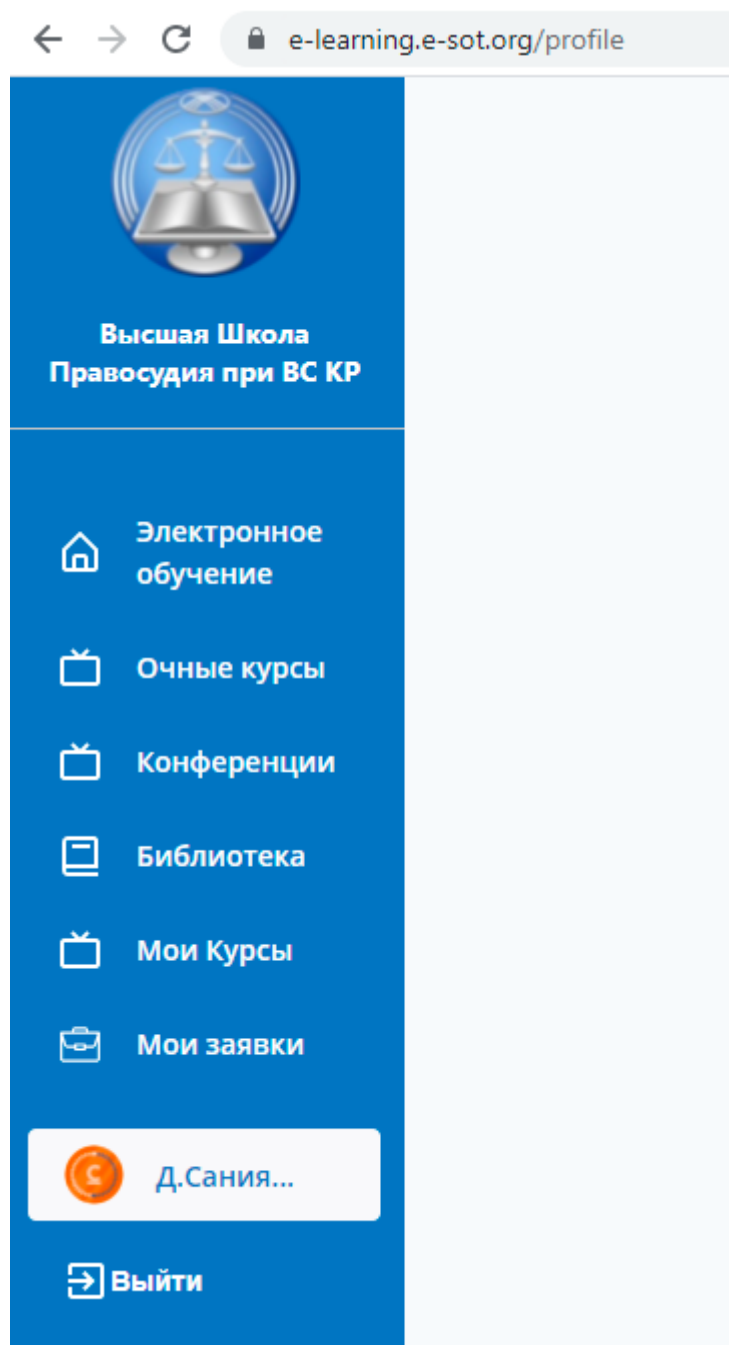 e-learning.e-sot.org/profile
Высшая Школа
Правосудия при ВС КР
Электронное
обучение
Очные курсы
Конференции
Библиотека
Мои Курсы
Мои заявки
Д.Сания...
Выйти